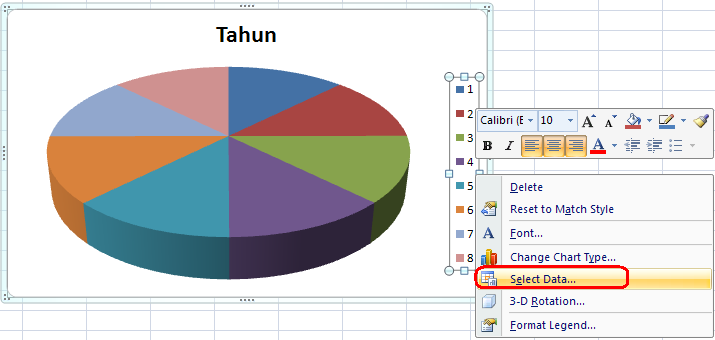 Tahun
1
2
3
4
5
6
7
8
Calibri (E 10 A A
B I A
Delete
Reset to Match Style
A Font...
Change Chart Type...
Select Data...
3-D Rotation...
Format Legend...